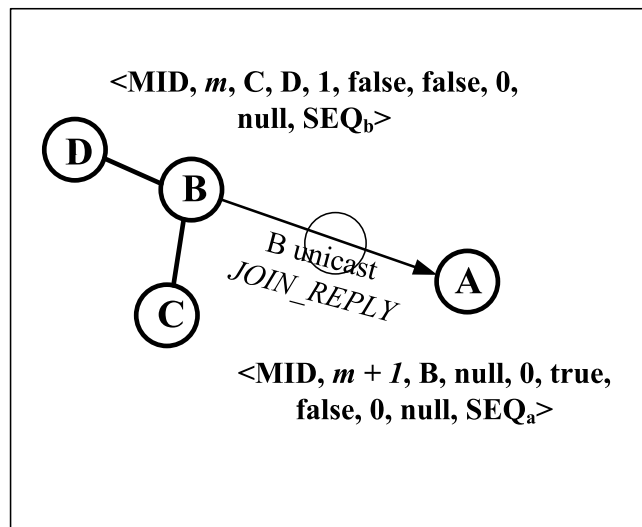 <MID, m, C, D, 1, false, false, 0,
null, SEQb>
D
B
B unicast
JOIN_REPLY
A
C
<MID, m + 1, B, null, 0, true,
false, 0, null, SEQa>